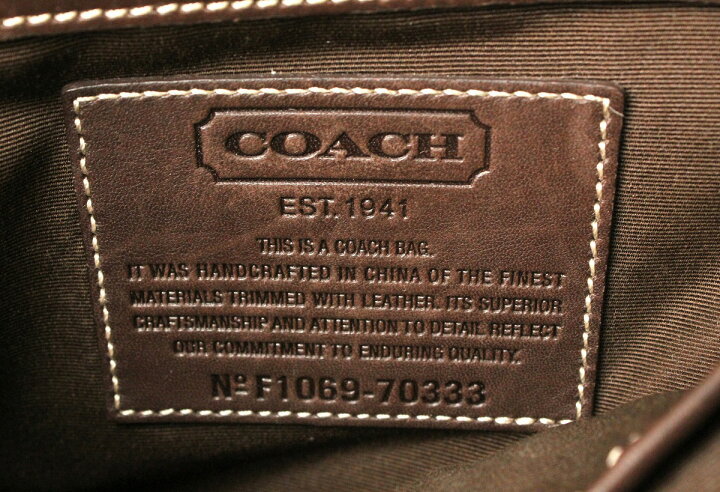 COACH
EST. 1941
THIS IS A COACH BAG.
IT WAS HANDCRAFTED IN CHINA OF THE FINEST
MATERIALS TRIMMED WITH LEATHER. ITS SUPERIOR
CRAFTSMANSHIP AND ATTENTION TO DETAIL REFLECT
OUR COMMITMENT TO ENDURING QUALITY.
Nº F1069-70333